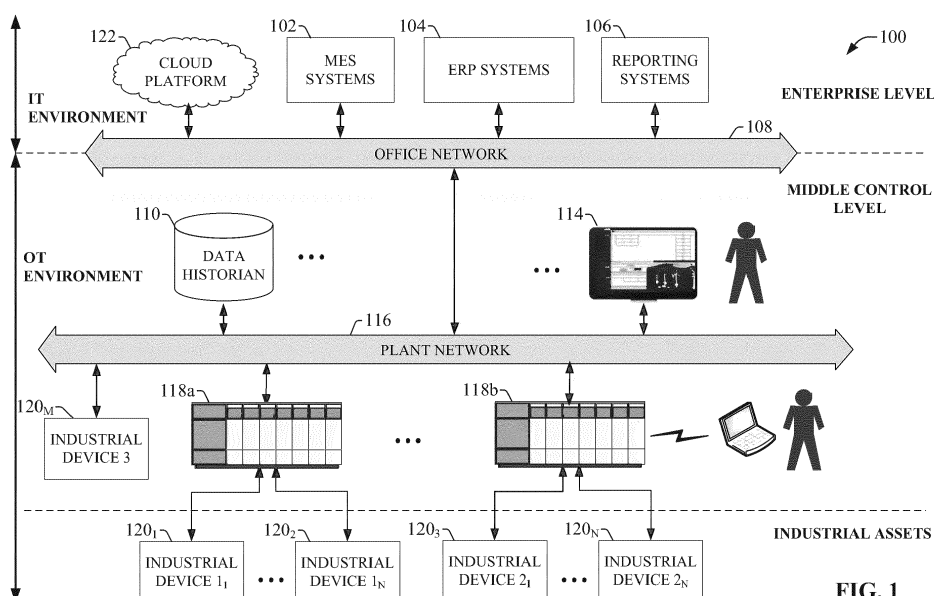 122
CLOUD
PLATFORM
102
MES
SYSTEMS
104
ERP SYSTEMS
106
REPORTING
SYSTEMS
100
IT
ENVIRONMENT
ENTERPRISE LEVEL
108
OFFICE NETWORK
MIDDLE CONTROL
LEVEL
110
DATA
HISTORIAN
114
OT
ENVIRONMENT
116
PLANT NETWORK
120M
INDUSTRIAL
DEVICE 3
118a
118b
120₁
INDUSTRIAL
DEVICE 1₁
120₂
INDUSTRIAL
DEVICE 1N
120₃
INDUSTRIAL
DEVICE 2₁
120N
INDUSTRIAL
DEVICE 2N
INDUSTRIAL ASSETS
FIG. 1